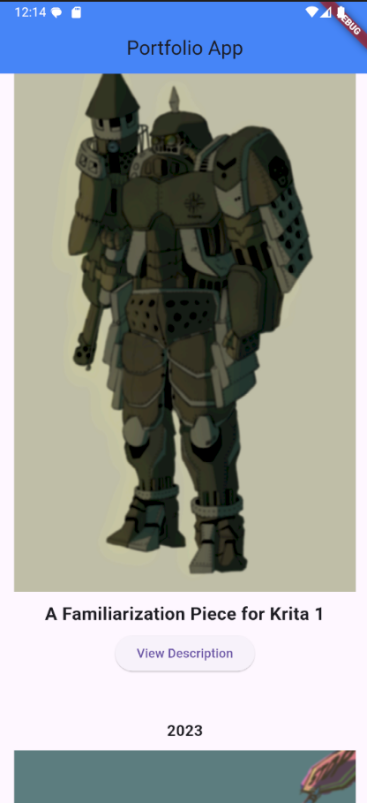 12:14
DEBUG
Portfolio App
A Familiarization Piece for Krita 1
View Description
2023